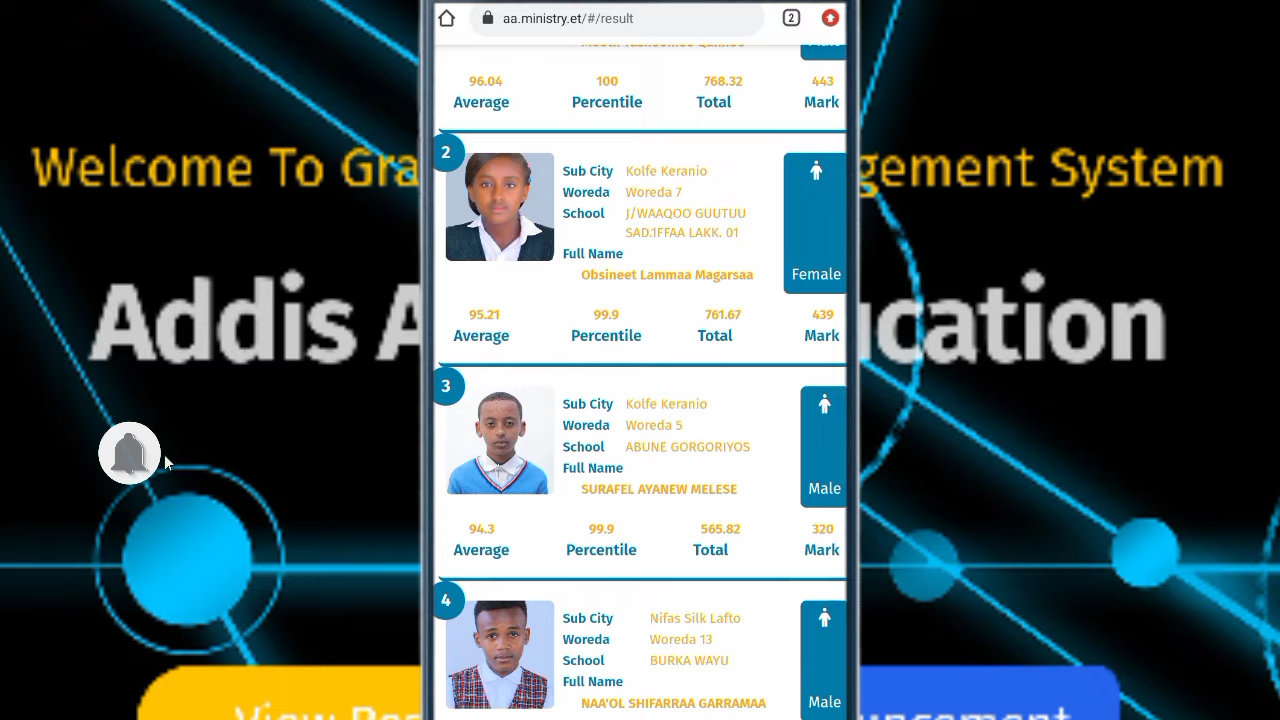 aa.ministry.et/#/result
2
96.04 100 768.32 443
Average Percentile Total Mark
Welcome To Gra
gement System
Addis A
ucation
2
Sub City Kolfe Keranio
Woreda Woreda 7
School J/WAAQOO GUUTUU
SAD.1FFAA LAKK. 01
Full Name
Obsineet Lammaa Magarsaa
Female
95.21 99.9 761.67 439
Average Percentile Total Mark
3
Sub City Kolfe Keranio
Woreda Woreda 5
School ABUNE GORGORIYOS
Full Name
SURAFEL AYANEW MELESE
Male
94.3 99.9 565.82 320
Average Percentile Total Mark
4
Sub City Nifas Silk Lafto
Woreda Woreda 13
School BURKA WAYU
Full Name
NAA'OL SHIFARRAA GARRAMAA
Male
View Res
uncement